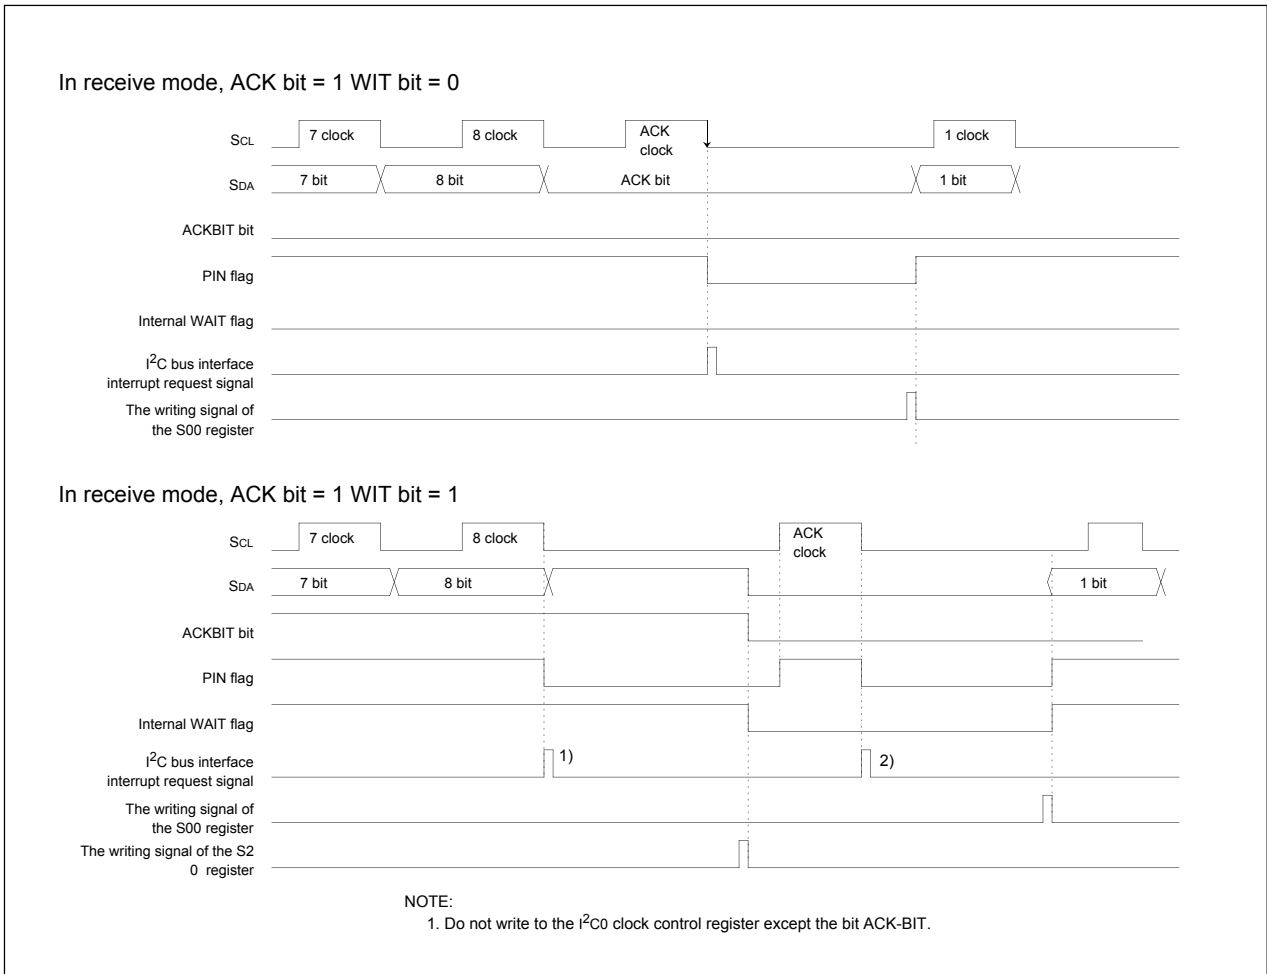 In receive mode, ACK bit = 1 WIT bit = 0
SCL
7 clock
8 clock
ACK
clock
1 clock
SDA
7 bit
8 bit
ACK bit
1 bit
ACKBIT bit
PIN flag
Internal WAIT flag
I2C bus interface
interrupt request signal
The writing signal of
the S00 register
In receive mode, ACK bit = 1 WIT bit = 1
SCL
7 clock
8 clock
ACK
clock
SDA
7 bit
8 bit
1 bit
ACKBIT bit
PIN flag
Internal WAIT flag
I2C bus interface
interrupt request signal
1)
2)
The writing signal of
the S00 register
The writing signal of the S2
0 register
NOTE:
1. Do not write to the I2C0 clock control register except the bit ACK-BIT.